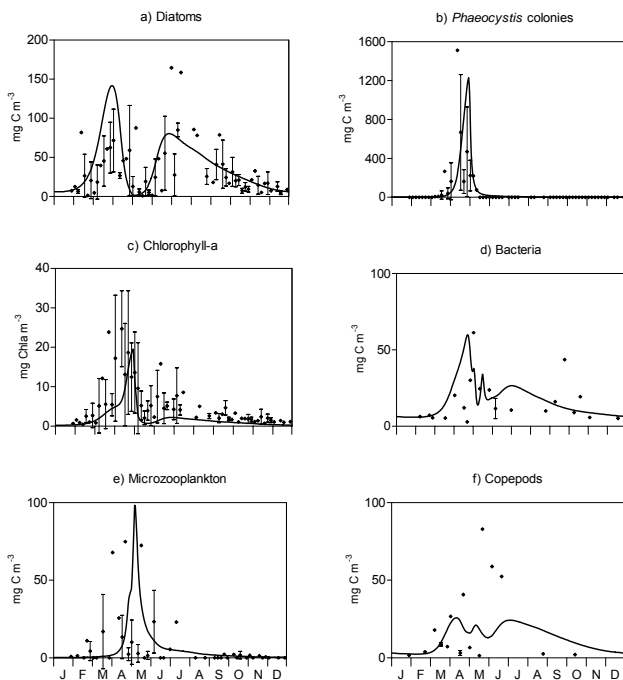 a) Diatoms
200
150
100
50
0
mg C m-3
b) Phaeocystis colonies
1600
1200
800
400
0
mg C m-3
c) Chlorophyll-a
40
30
20
10
0
mg Chla m-3
d) Bacteria
100
50
0
mg C m-3
e) Microzooplankton
100
50
0
mg C m-3
J F M A M J J A S O N D
f) Copepods
100
50
0
mg C m-3
J F M A M J J A S O N D